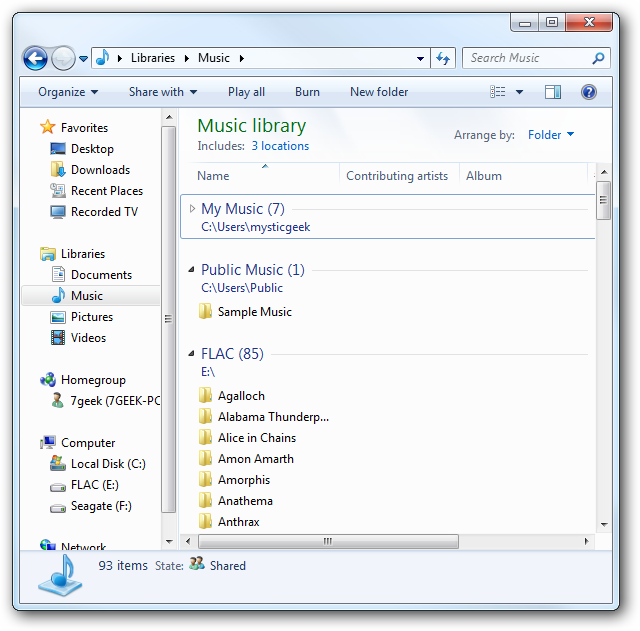 Libraries Music
Search Music
Organize Share with Play all Burn New folder
Favorites
Desktop
Downloads
Recent Places
Recorded TV
Libraries
Documents
Music
Pictures
Videos
Homegroup
7geek (7GEEK-PC
Computer
Local Disk (C:)
FLAC (E:)
Seagate (F:)
Network
Music library
Includes: 3 locations
Arrange by: Folder
Name Contributing artists Album
My Music (7)
C:\Users\mysticgeek
Public Music (1)
C:\Users\Public
Sample Music
FLAC (85)
E:\
Agalloch
Alabama Thunderp...
Alice in Chains
Amon Amarth
Amorphis
Anathema
Anthrax
93 items State: Shared